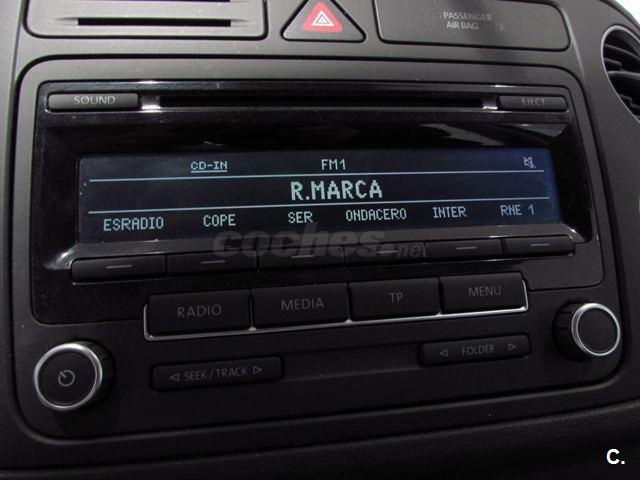 PASSENGER
AIR BAG
SOUND
EJECT
CD-IN FM1
R.MARCA
ESRADIO COPE SER ONDACERO INTER RNE 1
coches.net
RADIO MEDIA TP MENU
◁ SEEK/TRACK ▷
◁ FOLDER ▷
C.